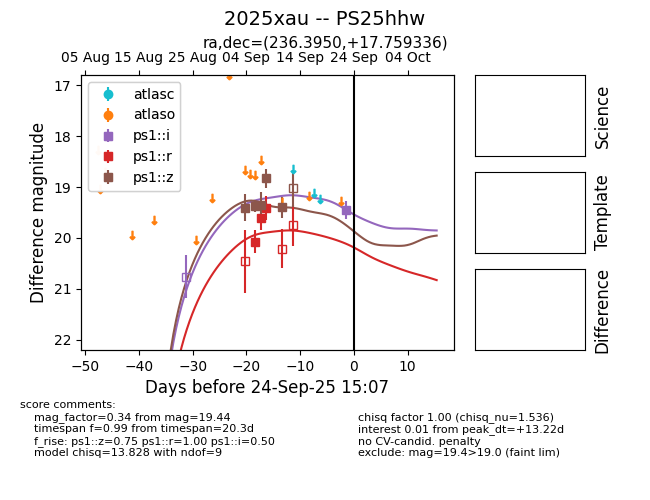 2025xau -- PS25hhw
ra,dec=(236.3950,+17.759336)
05 Aug 15 Aug 25 Aug 04 Sep 14 Sep 24 Sep 04 Oct
17
18
19
20
21
22
Difference magnitude
atlasc
atlaso
ps1::i
ps1::r
ps1::z
−50 −40 −30 −20 −10 0 10
Days before 24-Sep-25 15:07
Science
Template
Difference
score comments:
mag_factor=0.34 from mag=19.44
timespan f=0.99 from timespan=20.3d
f_rise: ps1::z=0.75 ps1::r=1.00 ps1::i=0.50
model chisq=13.828 with ndof=9
chisq factor 1.00 (chisq_nu=1.536)
interest 0.01 from peak_dt=+13.22d
no CV-candid. penalty
exclude: mag=19.4>19.0 (faint lim)